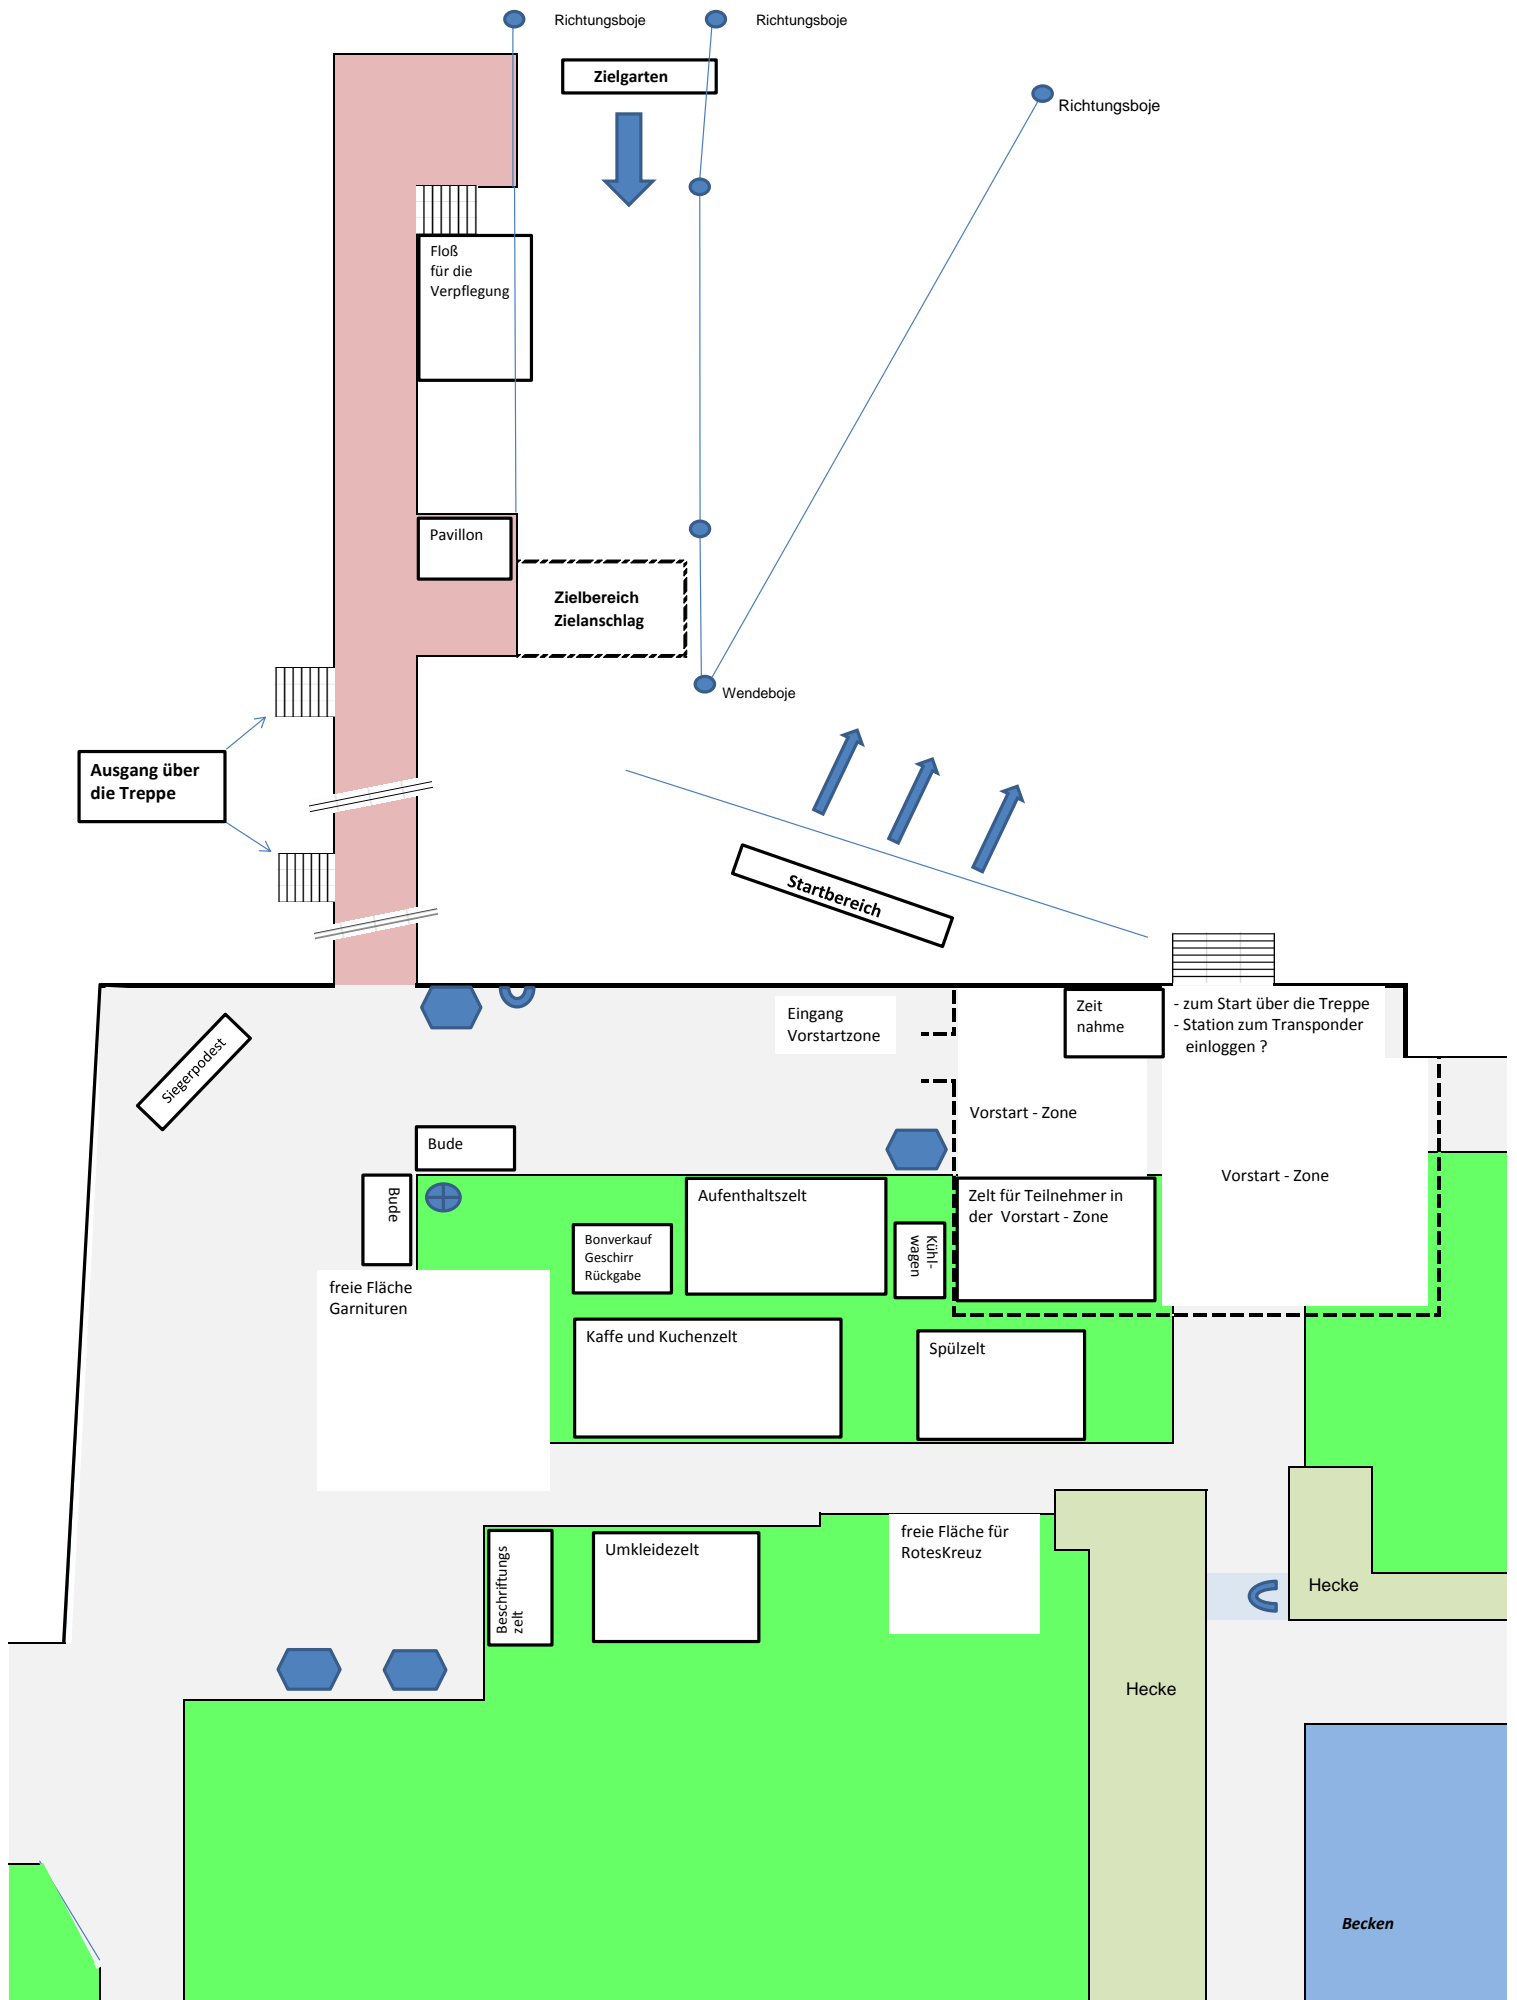 Richtungsboje
Richtungsboje
Zielgarten
Richtungsboje
Floß
für die
Verpflegung
Pavillon
Zielbereich
Zielanschlag
Wendeboje
Ausgang über
die Treppe
Startbereich
Siegerpodest
Eingang
Vorstartzone
Zeit
nahme
- zum Start über die Treppe
- Station zum Transponder
einloggen ?
Vorstart - Zone
Vorstart - Zone
Bude
Bude
Aufenthaltszelt
Zelt für Teilnehmer in
der Vorstart - Zone
Bonverkauf
Geschirr
Rückgabe
Kühl-
wagen
freie Fläche
Garnituren
Kaffe und Kuchenzelt
Spülzelt
Beschriftungs
zelt
Umkleidezelt
freie Fläche für
RotesKreuz
Hecke
Hecke
Becken